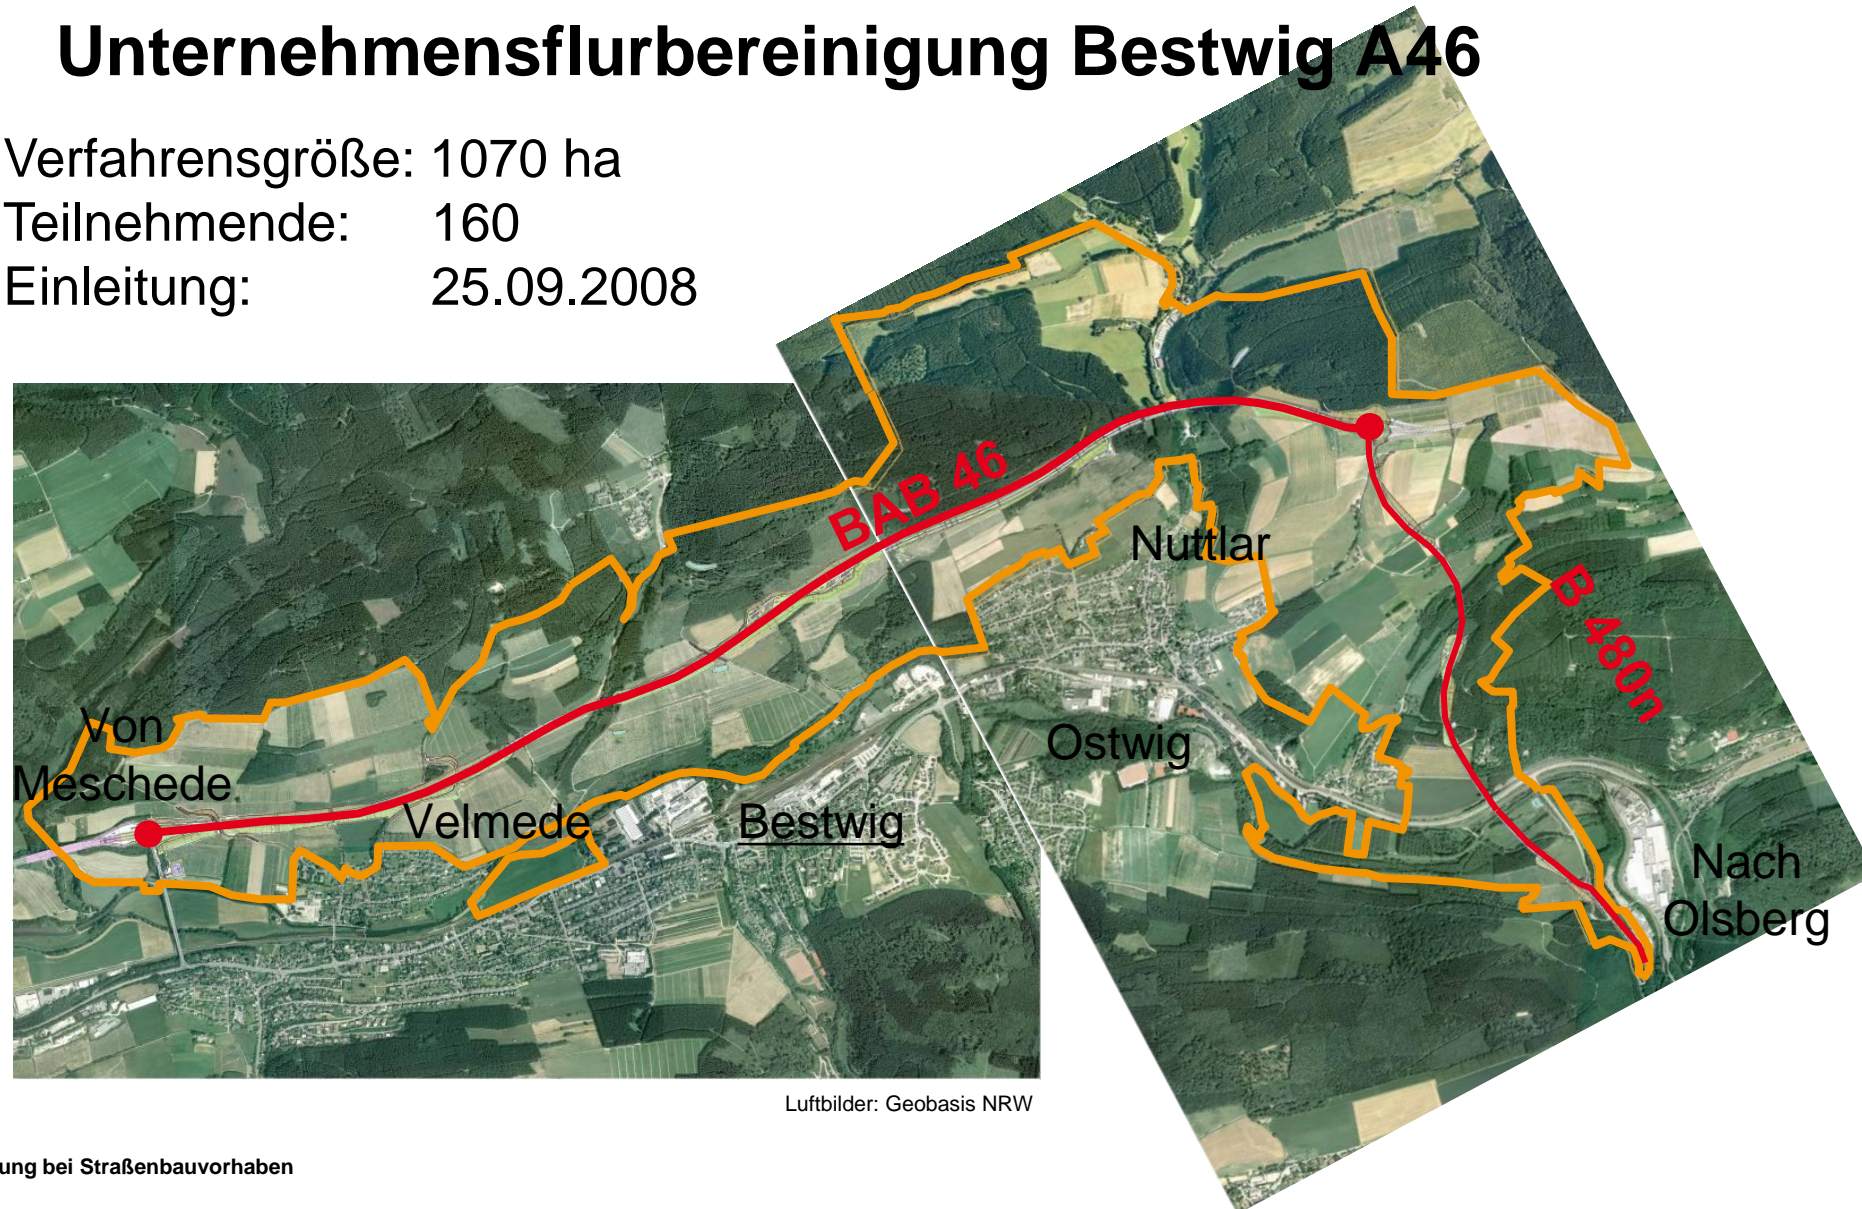 Unternehmensflurbereinigung Bestwig A46
Verfahrensgröße: 1070 ha
Teilnehmende: 160
Einleitung: 25.09.2008
BAB 46
Nuttlar
B 480n
Von
Meschede
Ostwig
Velmede
Bestwig
Nach
Olsberg
Luftbilder: Geobasis NRW
ung bei Straßenbauvorhaben